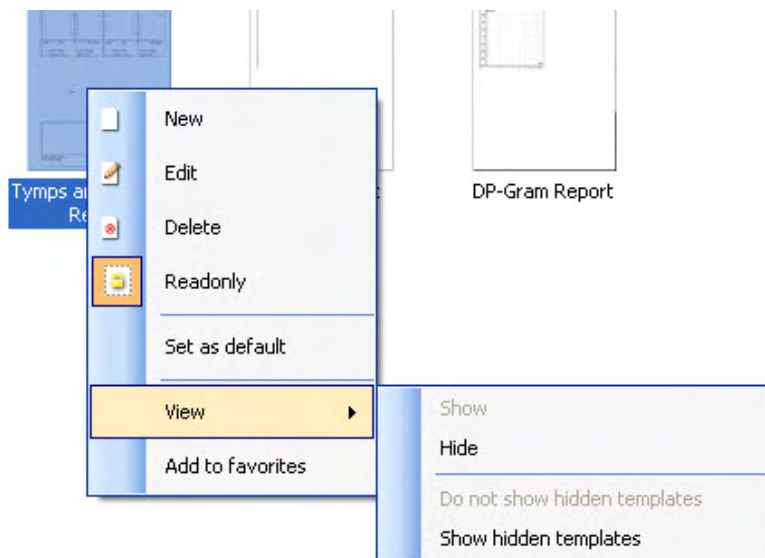 New
Edit
Tymps a
DP-Gram Report
Re
Delete
Readonly
Set as default
View
Show
Hide
Add to favorites
Do not show hidden templates
Show hidden templates